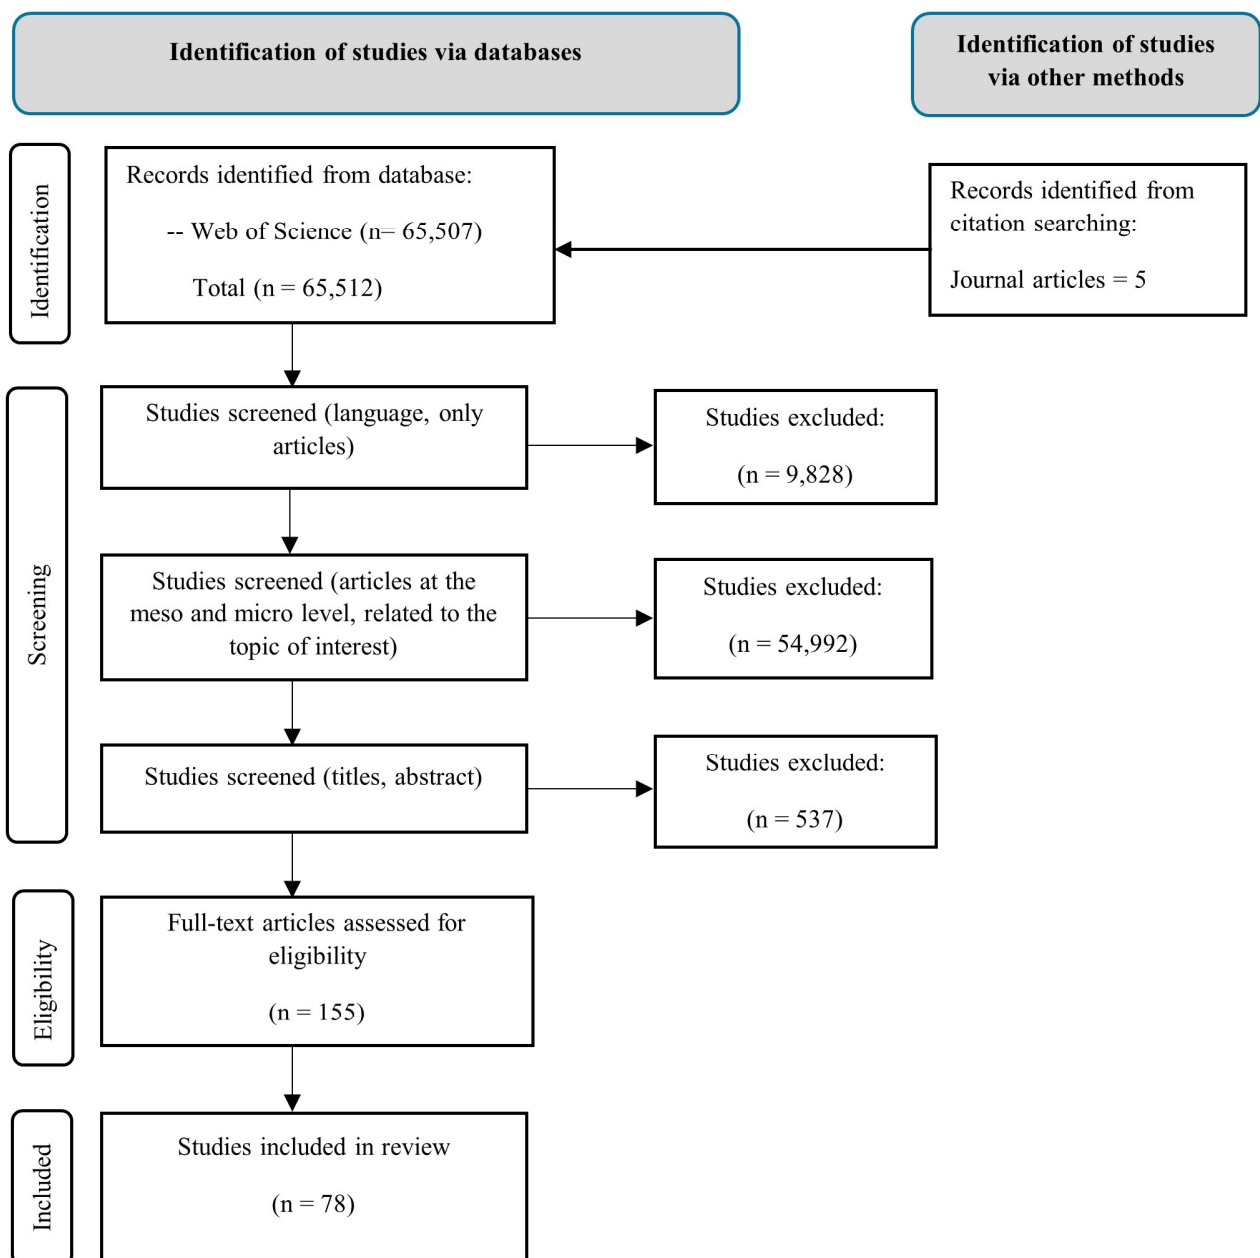 Identification of studies via databases
Identification of studies
via other methods
Identification
Records identified from database:
-- Web of Science (n= 65,507)
Total (n = 65,512)
Records identified from
citation searching:
Journal articles = 5
Screening
Studies screened (language, only
articles)
Studies excluded:
(n = 9,828)
Studies screened (articles at the
meso and micro level, related to the
topic of interest)
Studies excluded:
(n = 54,992)
Studies screened (titles, abstract)
Studies excluded:
(n = 537)
Eligibility
Full-text articles assessed for
eligibility
(n = 155)
Included
Studies included in review
(n = 78)